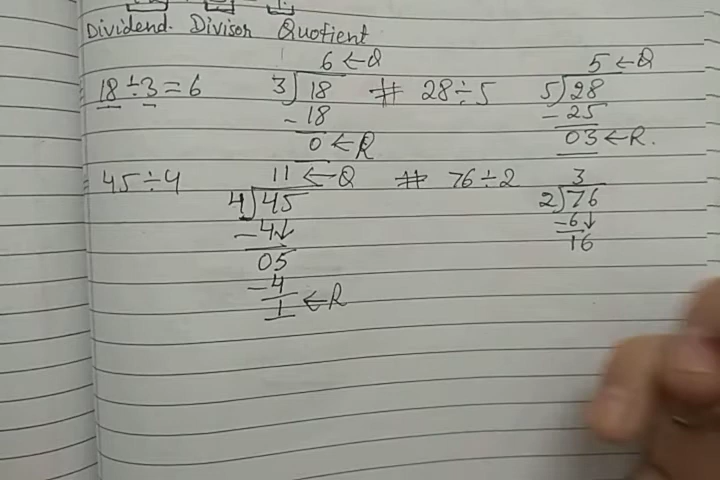 Dividend. Divisor Quotient
18 ÷ 3 = 6
6 ← Q
3)18
-18
0 ← R
# 28 ÷ 5
5 ← Q
5)28
-25
03 ← R.
45 ÷ 4
11 ← Q
4)45
-4↓
05
-4
1 ← R
# 76 ÷ 2
3
2)76
-6↓
16